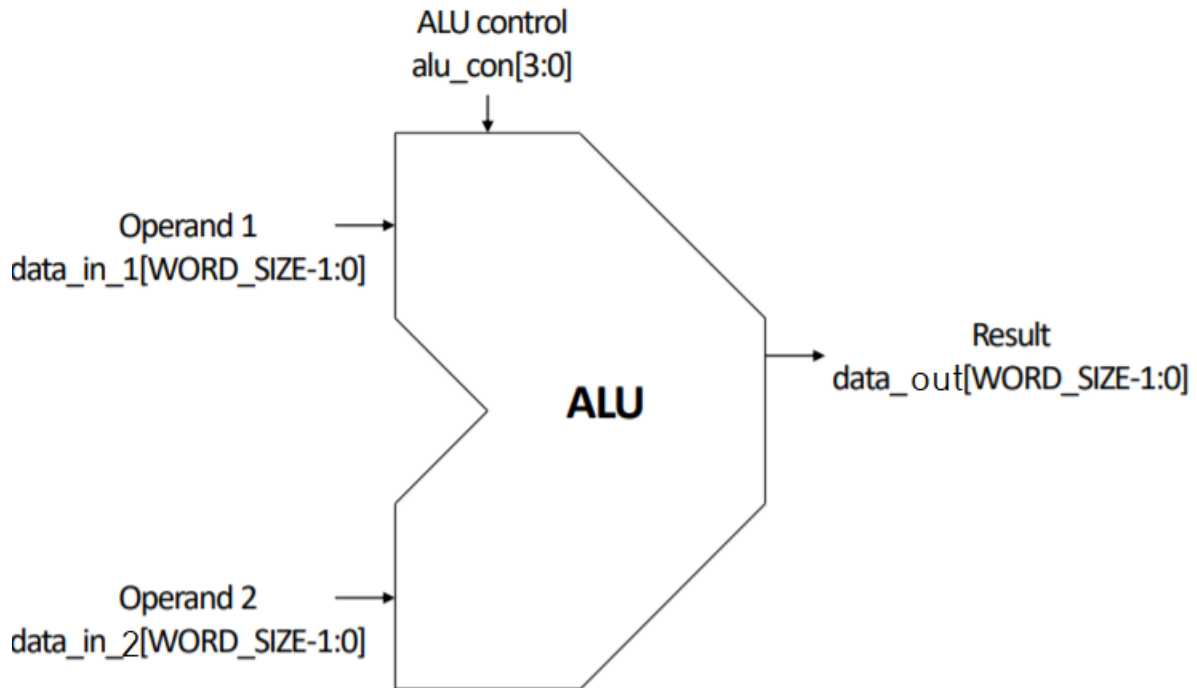 ALU control
alu_con[3:0]
Operand 1
data_in_1[WORD_SIZE-1:0]
Result
data_out[WORD_SIZE-1:0]
ALU
Operand 2
data_in_2[WORD_SIZE-1:0]